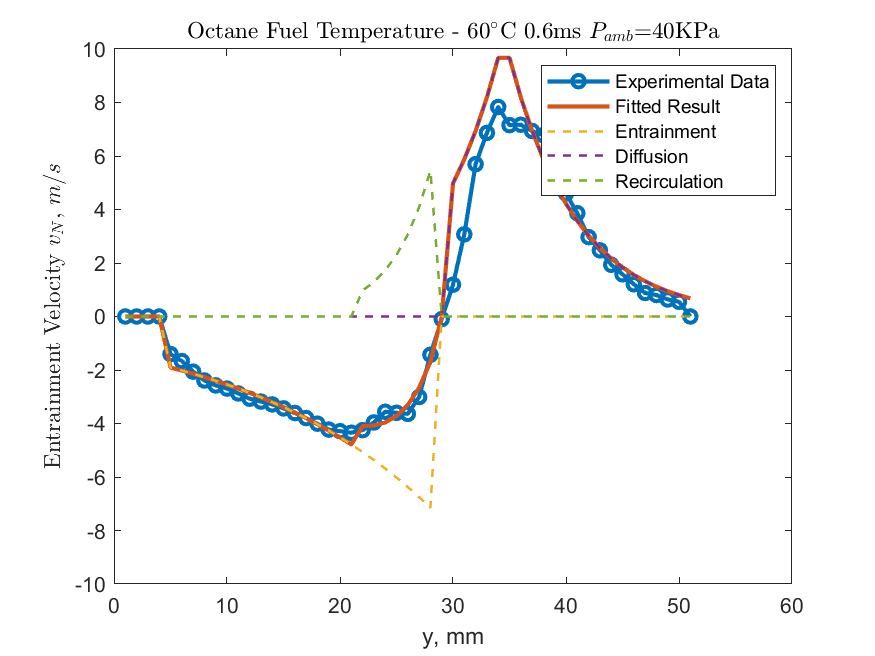 Octane Fuel Temperature - 60°C 0.6ms P_amb=40KPa
Entrainment Velocity v_N, m/s
10
8
6
4
2
0
-2
-4
-6
-8
-10
Experimental Data
Fitted Result
Entrainment
Diffusion
Recirculation
0 10 20 30 40 50 60
y, mm